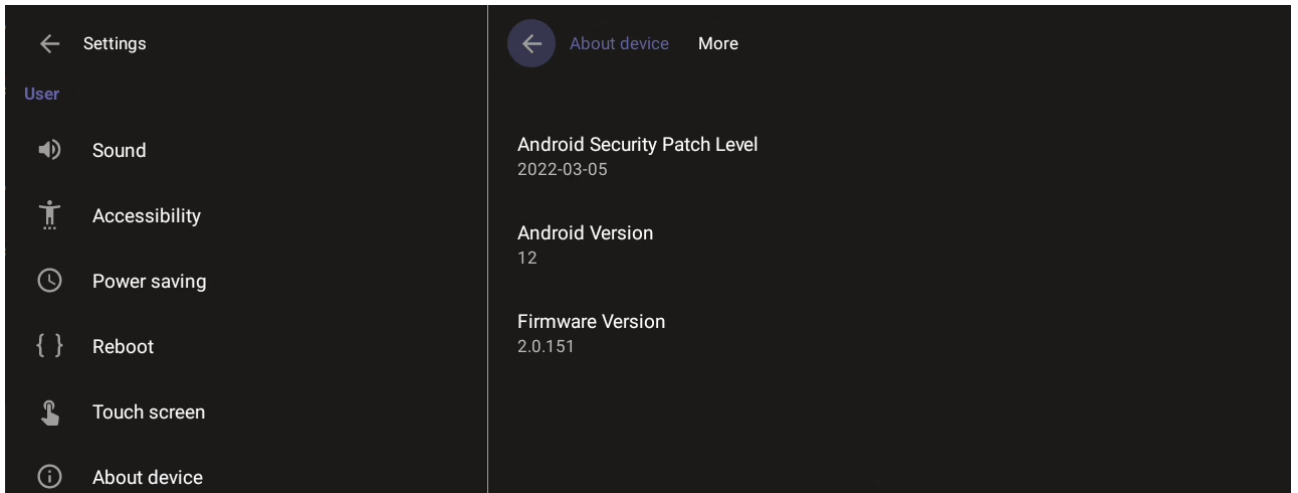 Settings
User
Sound
Accessibility
Power saving
{ } Reboot
Touch screen
About device
About device More
Android Security Patch Level
2022-03-05
Android Version
12
Firmware Version
2.0.151